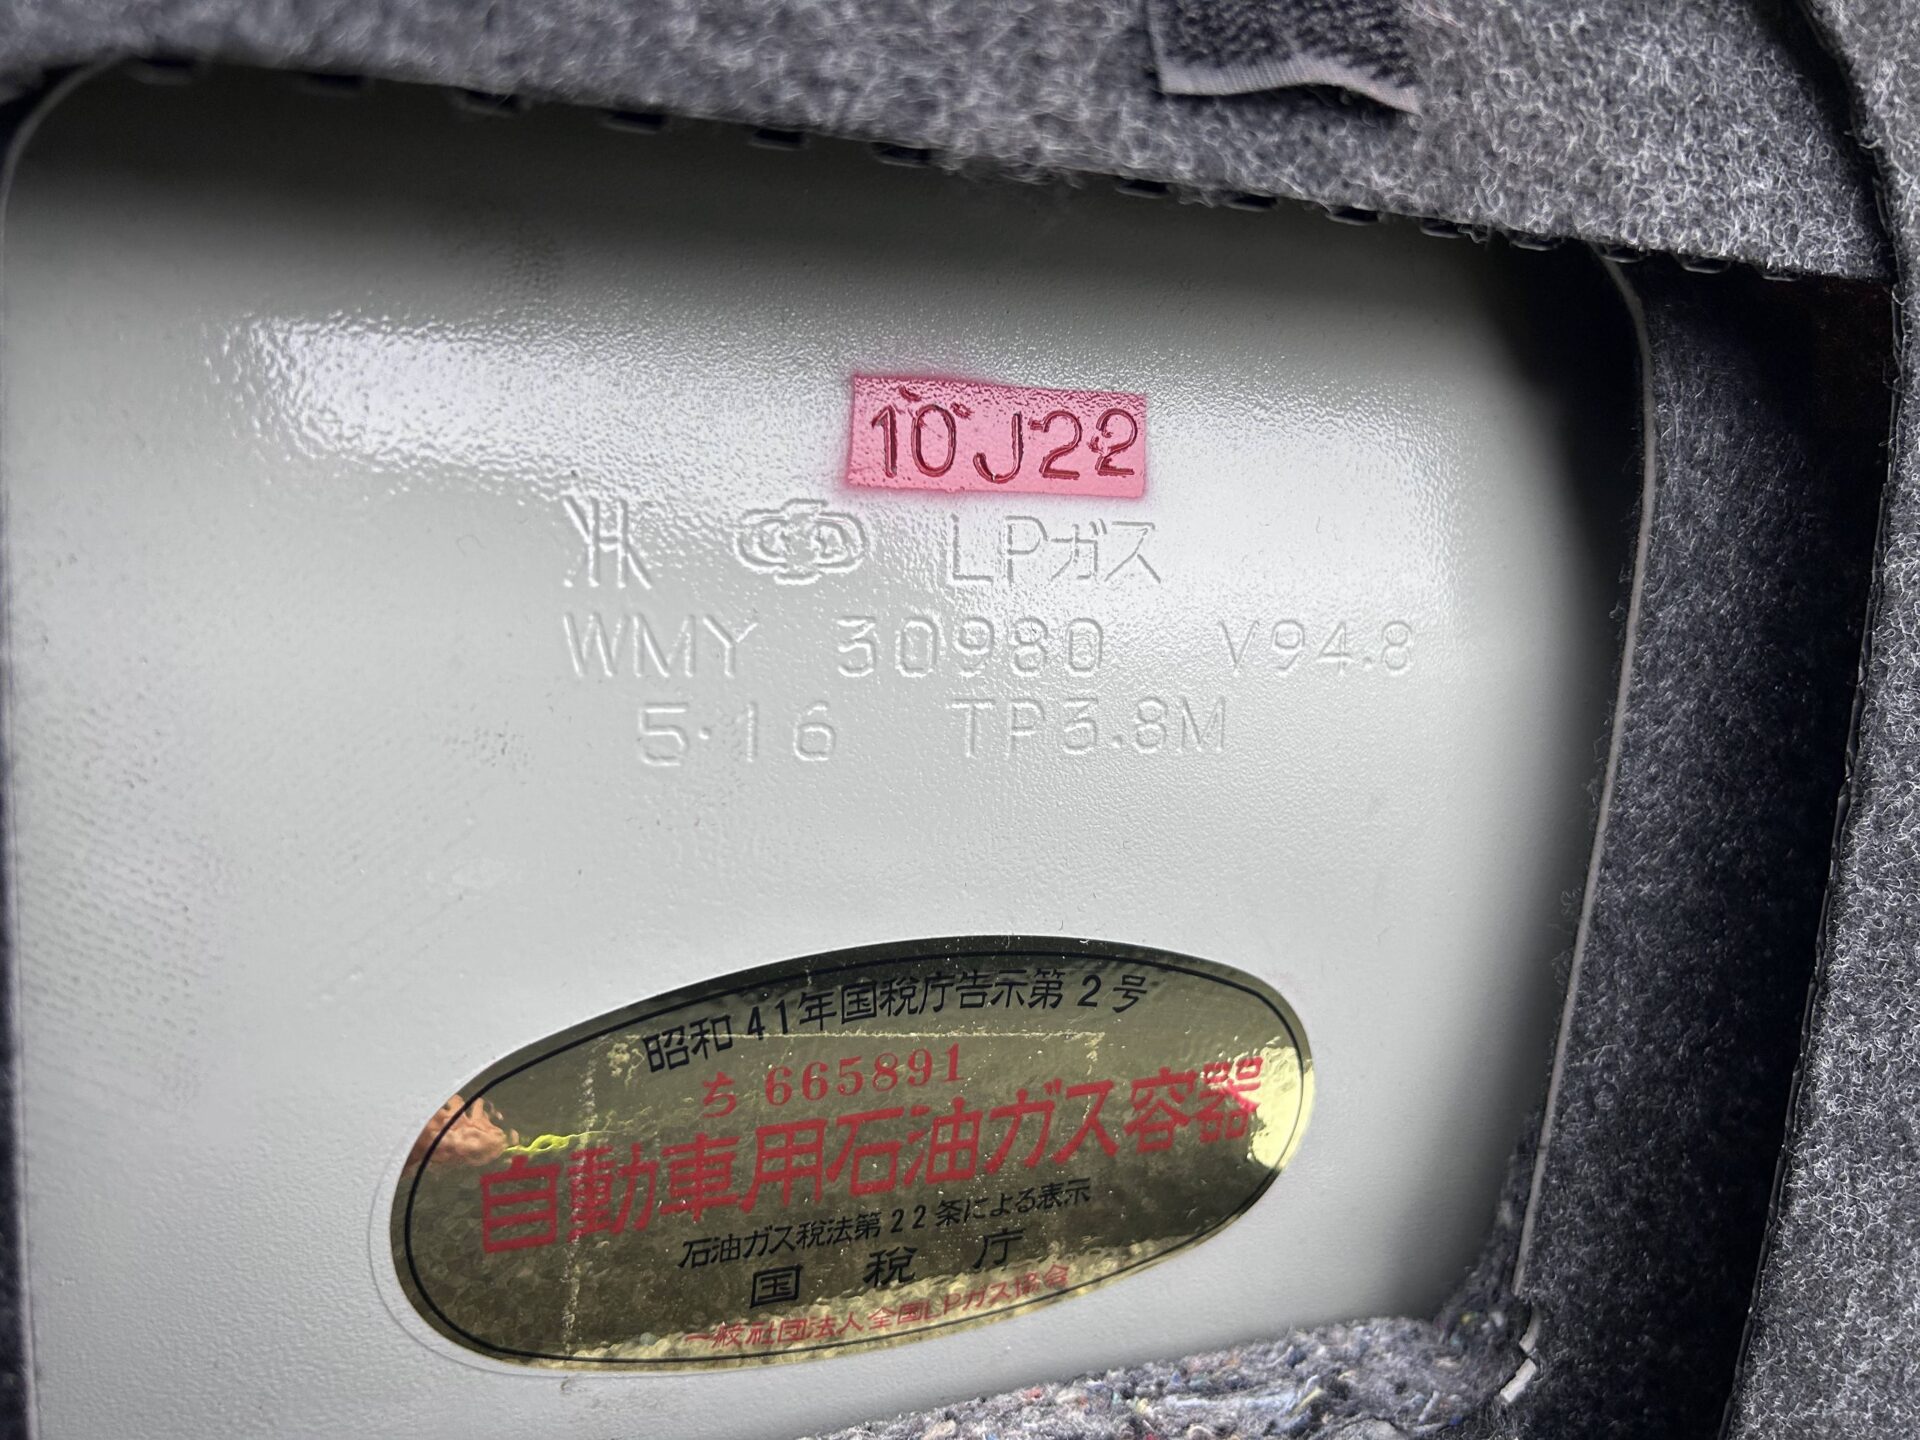 10 J22
LPガス
WMY 30980 V94.8
5·16 TP3.8M
昭和41年国税庁告示第2号
ち 665891
自動車用石油ガス容器
石油ガス税法第22条による表示
国税庁
一般社団法人全国LPガス協会